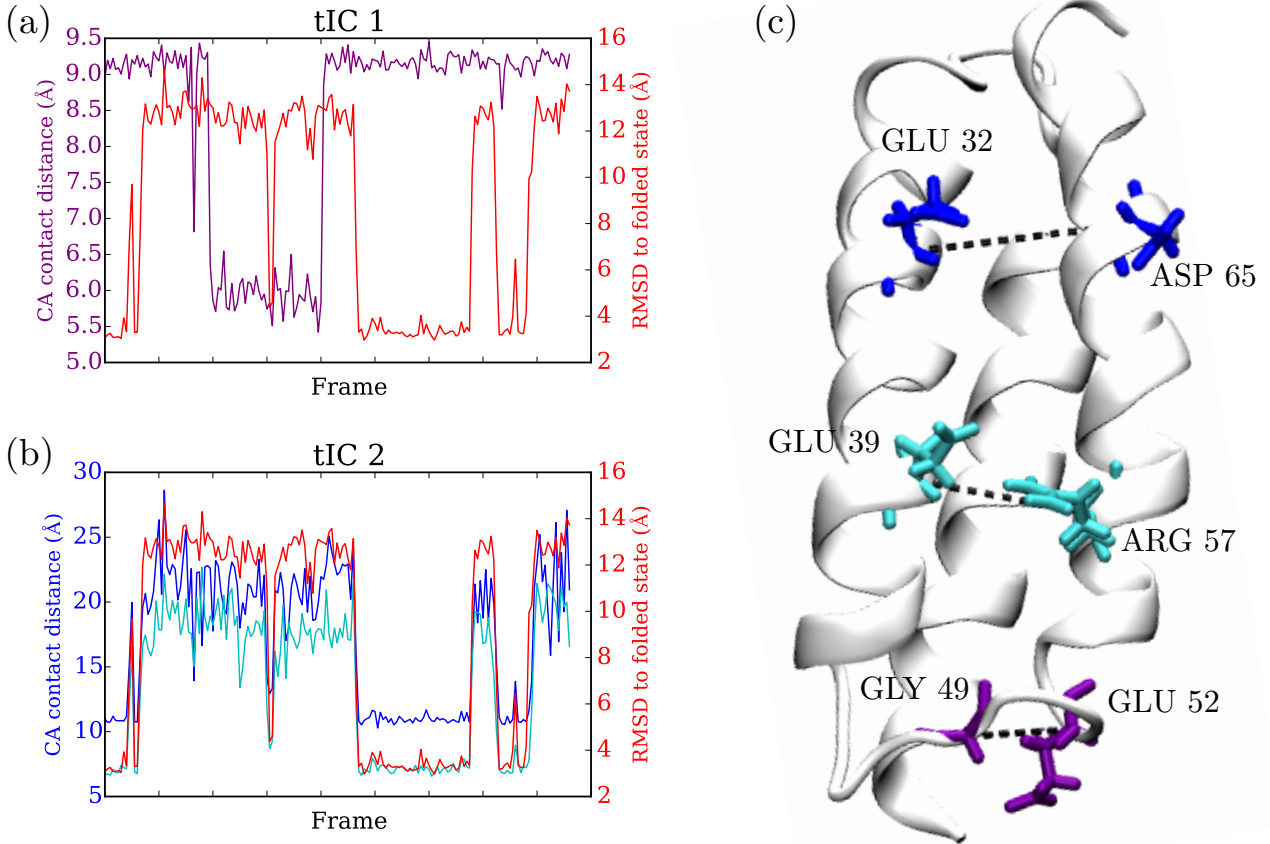 (a)
tIC 1
9.5
9.0
8.5
8.0
7.5
7.0
6.5
6.0
5.5
5.0
CA contact distance (Å)
16
14
12
10
8
6
4
2
RMSD to folded state (Å)
Frame
(b)
tIC 2
30
25
20
15
10
5
CA contact distance (Å)
16
14
12
10
8
6
4
2
RMSD to folded state (Å)
Frame
(c)
GLU 32
ASP 65
GLU 39
ARG 57
GLY 49
GLU 52